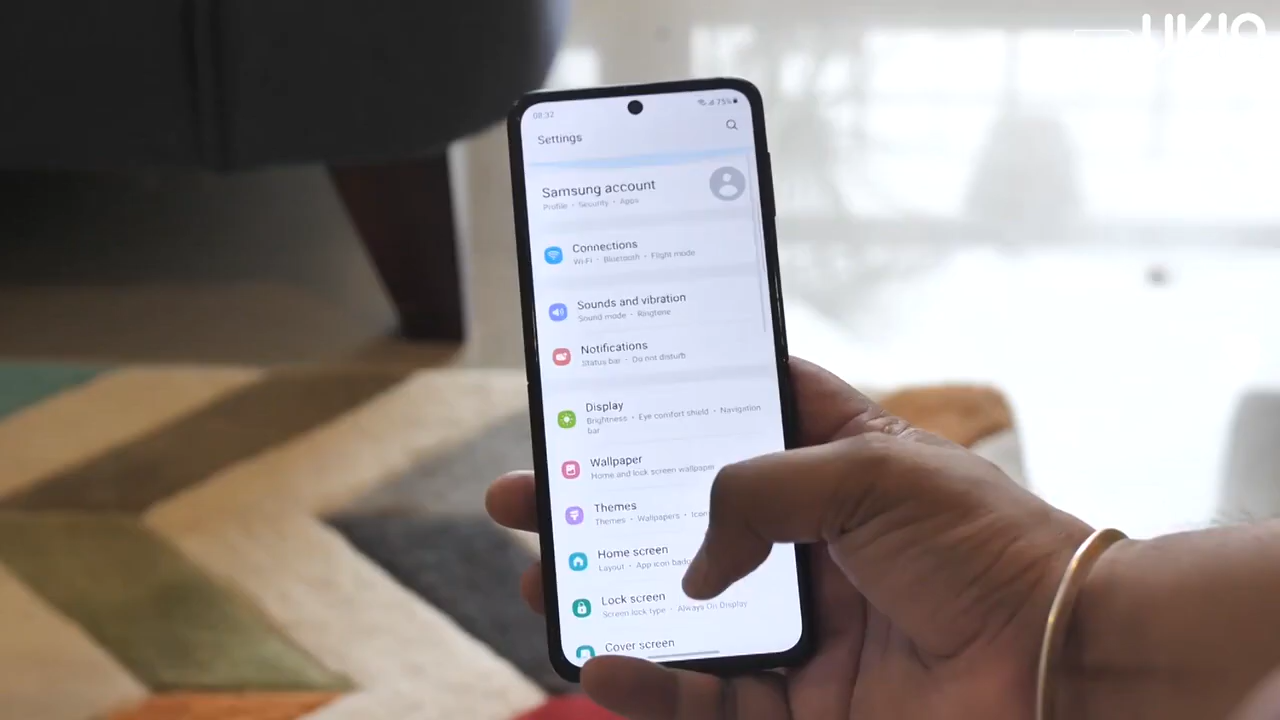 08:32
75%
Settings
Samsung account
Profile • Security • Apps
Connections
Wi-Fi • Bluetooth • Flight mode
Sounds and vibration
Sound mode • Ringtone
Notifications
Status bar • Do not disturb
Display
Brightness • Eye comfort shield • Navigation
bar
Wallpaper
Home and lock screen wallpaper
Themes
Themes • Wallpapers •
Home screen
Layout • App icon
Lock screen
Screen lock type • Always On Display
Cover screen